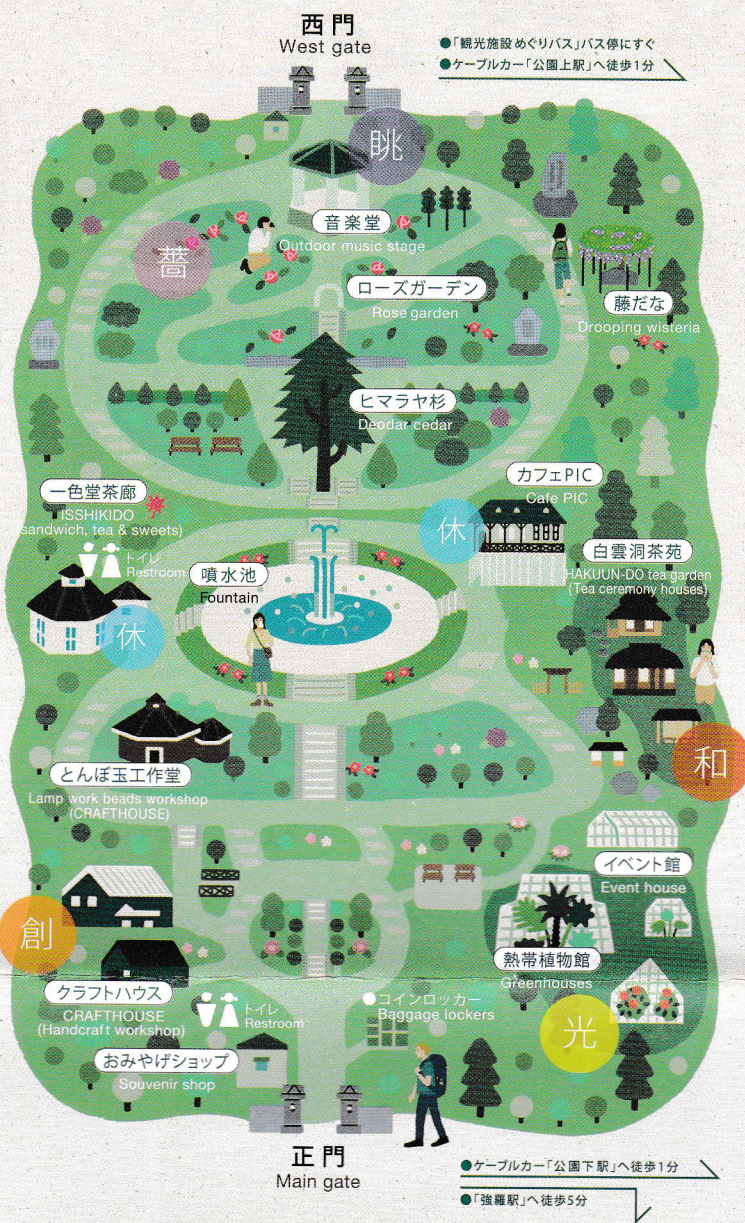 西門
West gate
●「観光施設めぐりバス」バス停にすぐ
●ケーブルカー「公園上駅」へ徒歩1分
眺
音楽堂
Outdoor music stage
薔
ローズガーデン
Rose garden
藤だな
Drooping wisteria
ヒマラヤ杉
Deodar cedar
一色堂茶廊
ISSHIKIDO
(sandwich, tea & sweets)
トイレ
Restroom
休
カフェPIC
Cafe PIC
休
噴水池
Fountain
白雲洞茶苑
HAKUUN-DO tea garden
(Tea ceremony houses)
和
とんぼ玉工作堂
Lamp work beads workshop
(CRAFTHOUSE)
イベント館
Event house
創
熱帯植物館
Greenhouses
光
クラフトハウス
CRAFTHOUSE
(Handcraft workshop)
トイレ
Restroom
●コインロッカー
Baggage lockers
おみやげショップ
Souvenir shop
正門
Main gate
●ケーブルカー「公園下駅」へ徒歩1分
●「強羅駅」へ徒歩5分